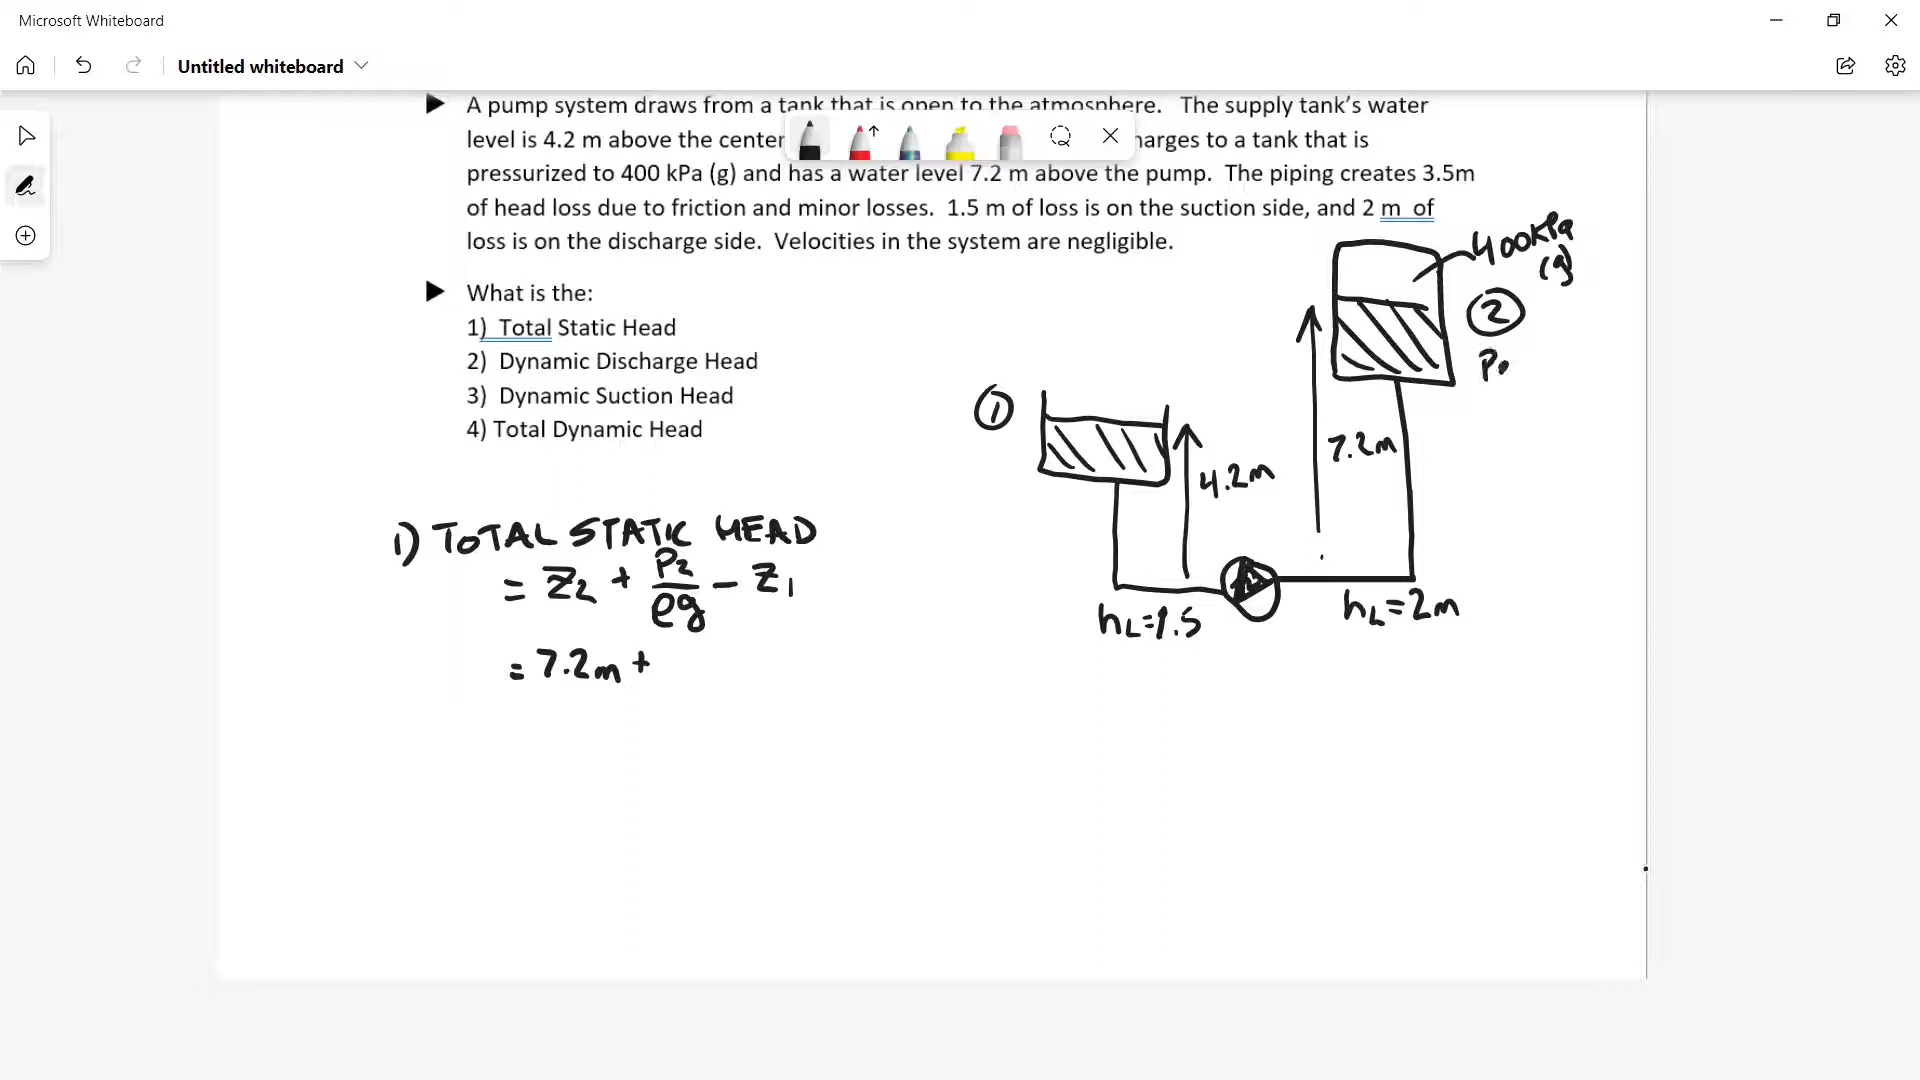 Microsoft Whiteboard
Untitled whiteboard
A pump system draws from a tank that is open to the atmosphere. The supply tank's water
level is 4.2 m above the center harges to a tank that is
pressurized to 400 kPa (g) and has a water level 7.2 m above the pump. The piping creates 3.5m
of head loss due to friction and minor losses. 1.5 m of loss is on the suction side, and 2 m of
loss is on the discharge side. Velocities in the system are negligible.
What is the:
1) Total Static Head
2) Dynamic Discharge Head
3) Dynamic Suction Head
4) Total Dynamic Head
400kPa
(g)
2
P
1
7.2m
4.2m
hL=1.5
hL=2m
1) TOTAL STATIC HEAD
= Z2 + P2/ρg - Z1
= 7.2m +